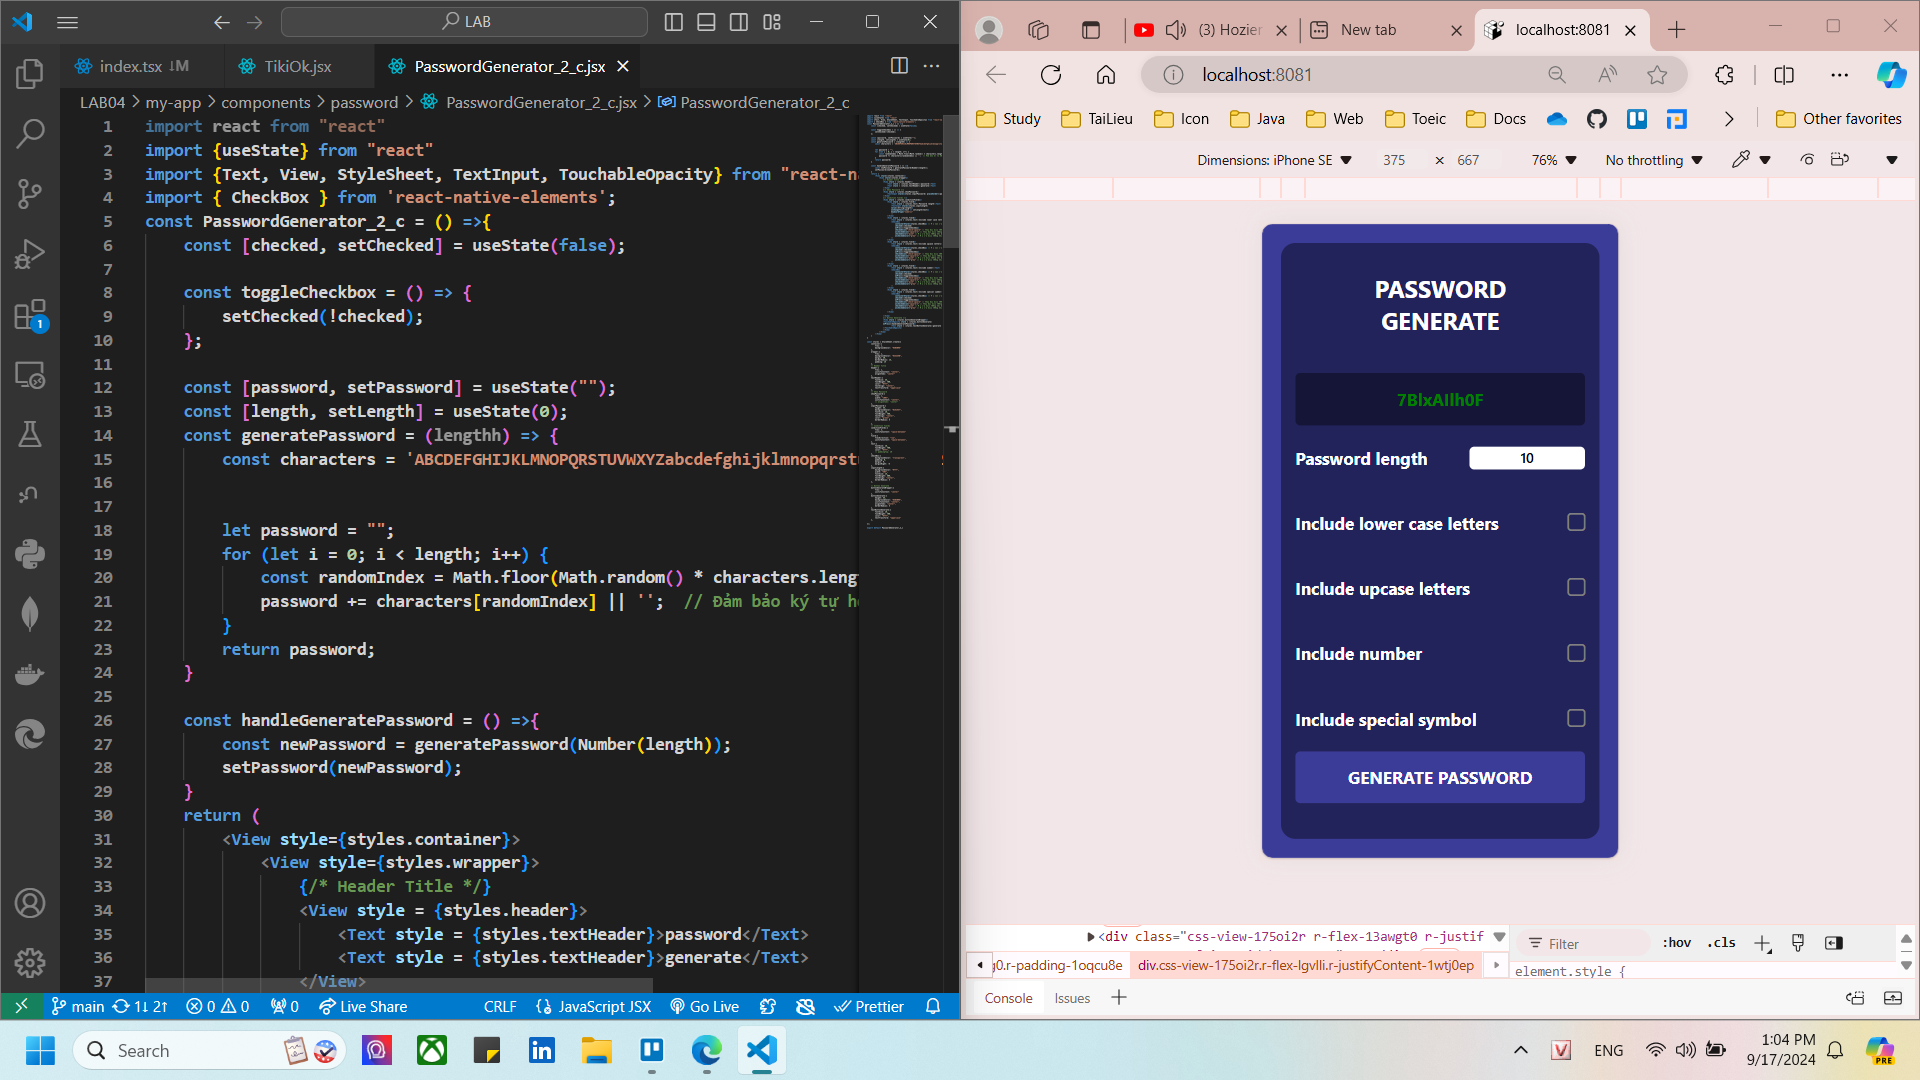 LAB
index.tsx M
TikiOk.jsx
PasswordGenerator_2_c.jsx
LAB04 > my-app > components > password > PasswordGenerator_2_c.jsx > PasswordGenerator_2_c
1 import react from "react"
2 import {useState} from "react"
3 import {Text, View, StyleSheet, TextInput, TouchableOpacity} from "react-na
4 import { CheckBox } from 'react-native-elements';
5 const PasswordGenerator_2_c = () =>{
6 const [checked, setChecked] = useState(false);
7
8 const toggleCheckbox = () => {
9 setChecked(!checked);
10 };
11
12 const [password, setPassword] = useState("");
13 const [length, setLength] = useState(0);
14 const generatePassword = (lengthh) => {
15 const characters = 'ABCDEFGHIJKLMNOPQRSTUVWXYZabcdefghijklmnopqrstu
16
17
18 let password = "";
19 for (let i = 0; i < length; i++) {
20 const randomIndex = Math.floor(Math.random() * characters.leng
21 password += characters[randomIndex] || ''; // Đảm bảo ký tự h
22 }
23 return password;
24 }
25
26 const handleGeneratePassword = () =>{
27 const newPassword = generatePassword(Number(length));
28 setPassword(newPassword);
29 }
30 return (
31 <View style={styles.container}>
32 <View style={styles.wrapper}>
33 {/* Header Title */}
34 <View style = {styles.header}>
35 <Text style = {styles.textHeader}>password</Text>
36 <Text style = {styles.textHeader}>generate</Text>
37 </View>
1
main 1↓ 2↑ 0 0 0 Live Share CRLF JavaScript JSX Go Live Prettier
(3) Hozier
New tab
localhost:8081
localhost:8081
Study TaiLieu Icon Java Web Toeic Docs Other favorites
Dimensions: iPhone SE 375 × 667 76% No throttling
PASSWORD
GENERATE
7BlxAIlh0F
Password length 10
Include lower case letters
Include upcase letters
Include number
Include special symbol
GENERATE PASSWORD
<div class="css-view-175oi2r r-flex-13awgt0 r-justif
g0.r-padding-1oqcu8e div.css-view-175oi2r.r-flex-lgvlli.r-justifyContent-1wtj0ep
Filter :hov .cls
element.style {
Console Issues
Search
ENG
1:04 PM
9/17/2024
PRE